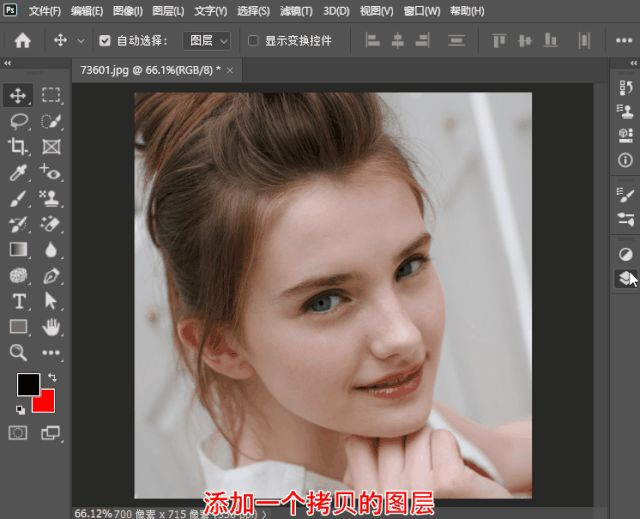 Ps 文件(F) 编辑(E) 图像(I) 图层(L) 文字(Y) 选择(S) 滤镜(T) 3D(D) 视图(V) 窗口(W) 帮助(H)
自动选择: 图层 显示变换控件
73601.jpg @ 66.1%(RGB/8) * ×
T
添加一个拷贝的图层
66.12% 700 像素 x 715 像素